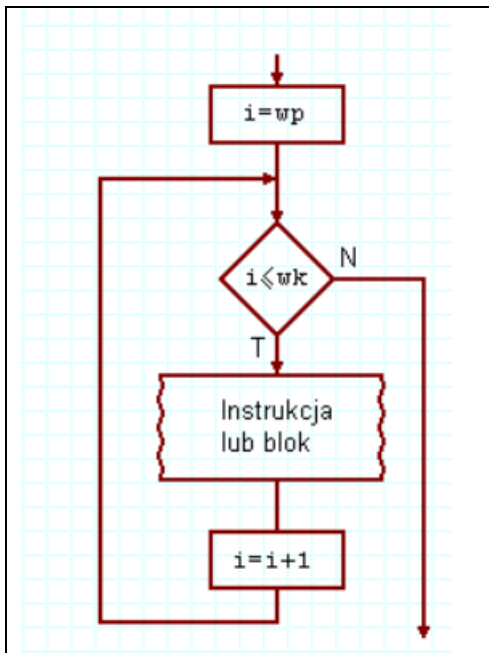 i=wp
i⩽wk
N
T
Instrukcja
lub blok
i=i+1